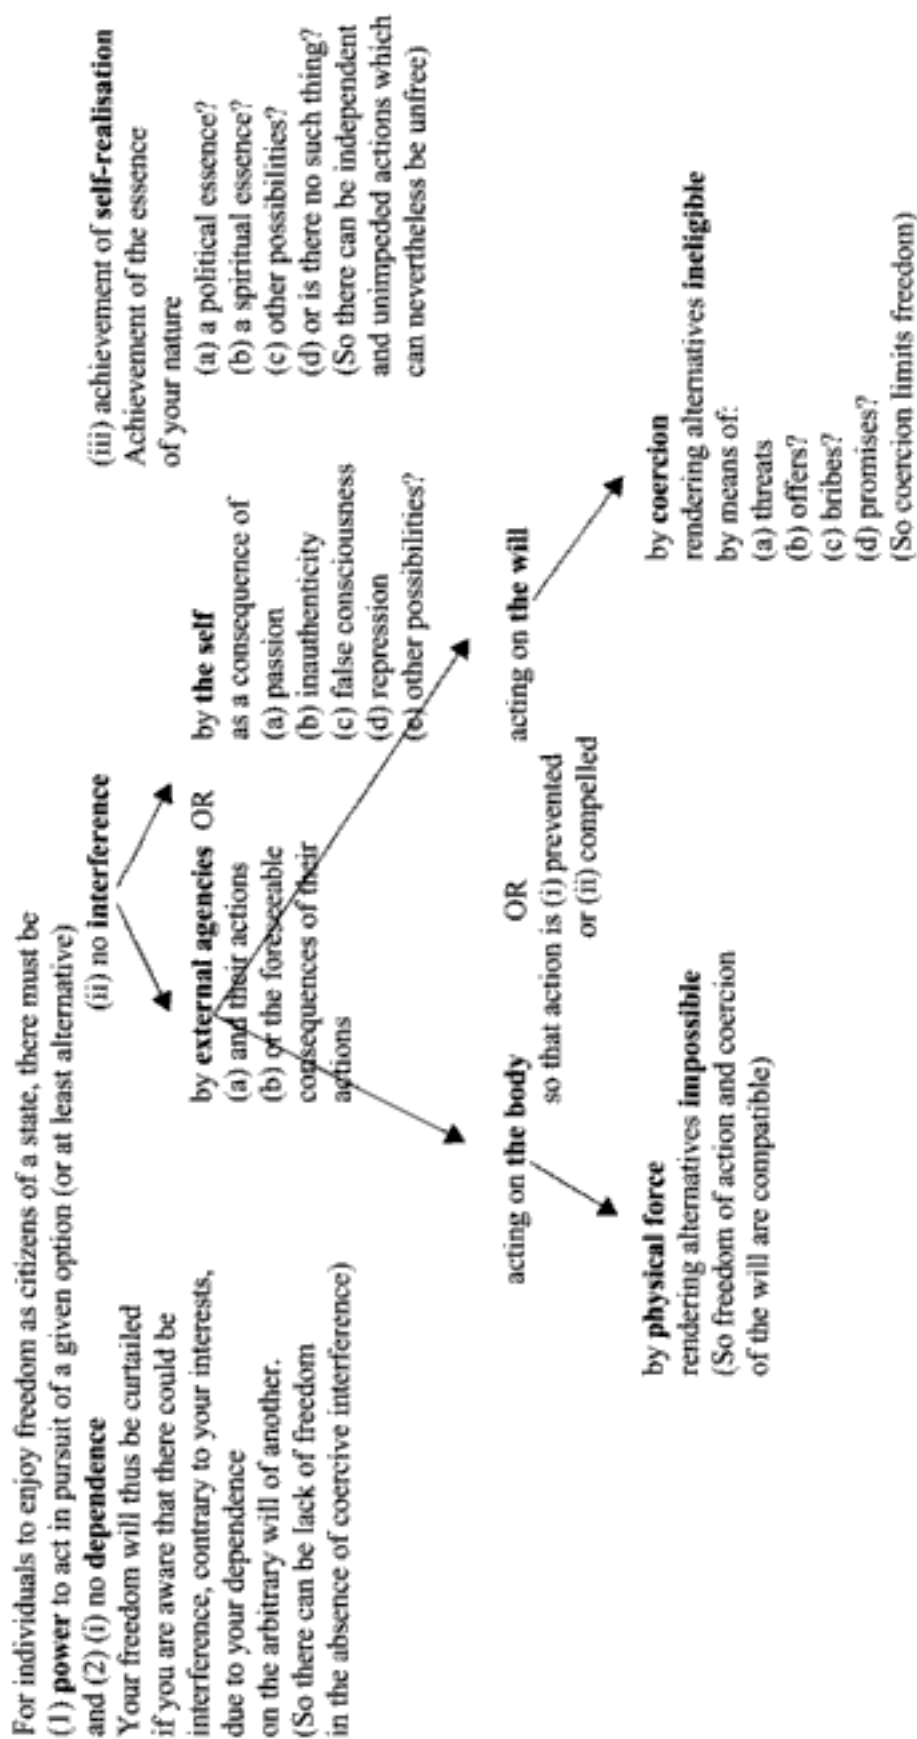 For individuals to enjoy freedom as citizens of a state, there must be
(1) power to act in pursuit of a given option (or at least alternative)
and (2) (i) no dependence
Your freedom will thus be curtailed
if you are aware that there could be
interference, contrary to your interests,
due to your dependence
on the arbitrary will of another.
(So there can be lack of freedom
in the absence of coercive interference)
(ii) no interference
by external agencies OR
(a) and their actions
(b) or the foreseeable
consequences of their
actions
by the self
as a consequence of
(a) passion
(b) inauthenticity
(c) false consciousness
(d) repression
(e) other possibilities?
(iii) achievement of self-realisation
Achievement of the essence
of your nature
(a) a political essence?
(b) a spiritual essence?
(c) other possibilities?
(d) or is there no such thing?
(So there can be independent
and unimpeded actions which
can nevertheless be unfree)
acting on the body OR acting on the will
so that action is (i) prevented
or (ii) compelled
by physical force
rendering alternatives impossible
(So freedom of action and coercion
of the will are compatible)
by coercion
rendering alternatives ineligible
by means of:
(a) threats
(b) offers?
(c) bribes?
(d) promises?
(So coercion limits freedom)